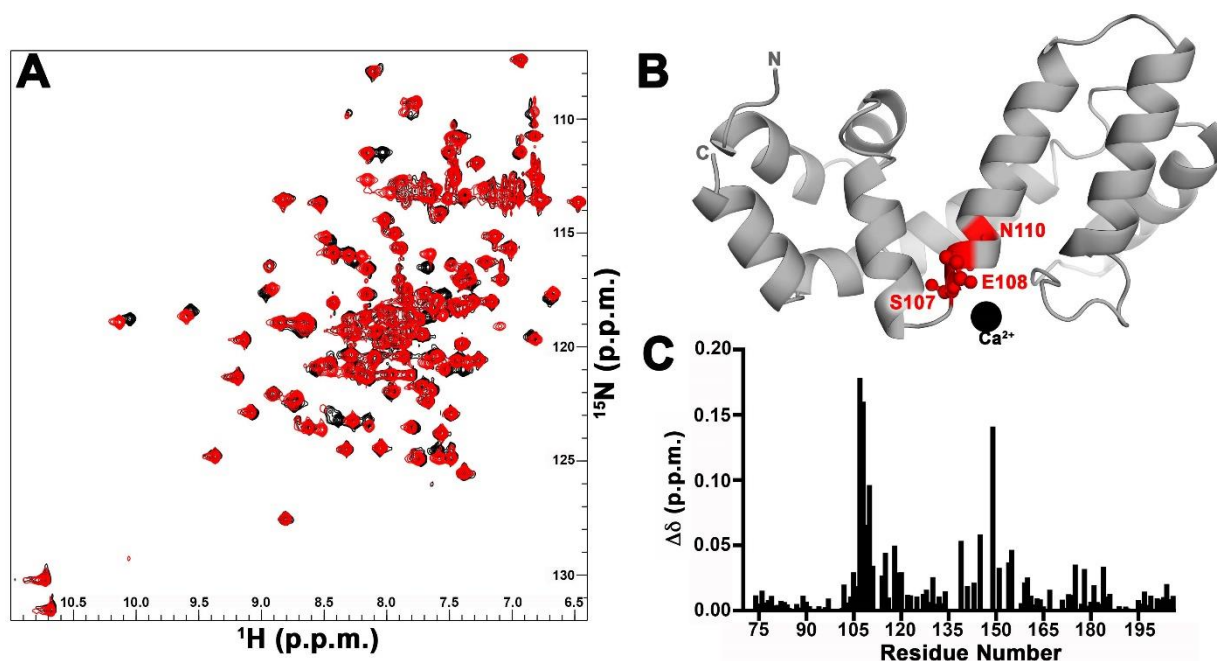 A
110
115
120
125
130
10.5 10.0 9.5 9.0 8.5 8.0 7.5 7.0 6.5
¹H (p.p.m.)
¹⁵N (p.p.m.)
B
N
C
N110
E108
S107
Ca²⁺
C
0.20
0.15
0.10
0.05
0.00
Δδ (p.p.m.)
75 90 105 120 135 150 165 180 195
Residue Number